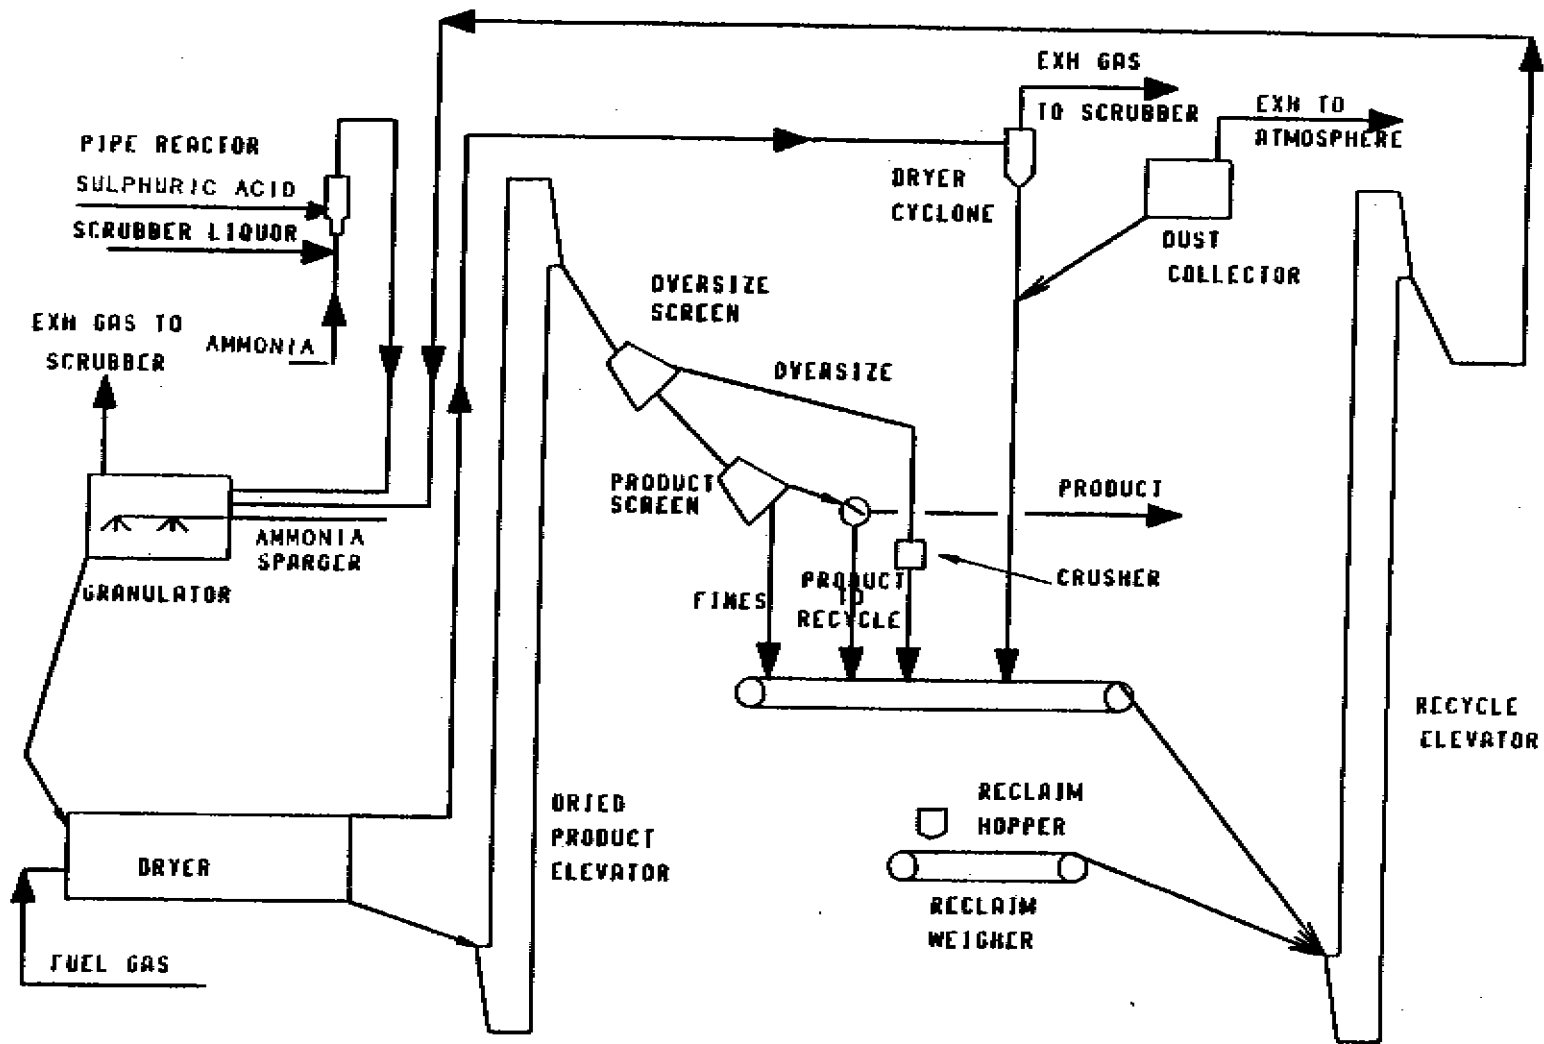 EXH GAS
TO SCRUBBER
EXH TO
ATMOSPHERE
PIPE REACTOR
SULPHURIC ACID
SCRUBBER LIQUOR
DRYER
CYCLONE
DUST
COLLECTOR
OVERSIZE
SCREEN
EXH GAS TO
SCRUBBER
AMMONIA
OVERSIZE
PRODUCT
SCREEN
PRODUCT
AMMONIA
SPARGER
GRANULATOR
FINES
PRODUCT
TO
RECYCLE
CRUSHER
RECYCLE
ELEVATOR
DRIED
PRODUCT
ELEVATOR
RECLAIM
HOPPER
DRYER
RECLAIM
WEIGHER
FUEL GAS